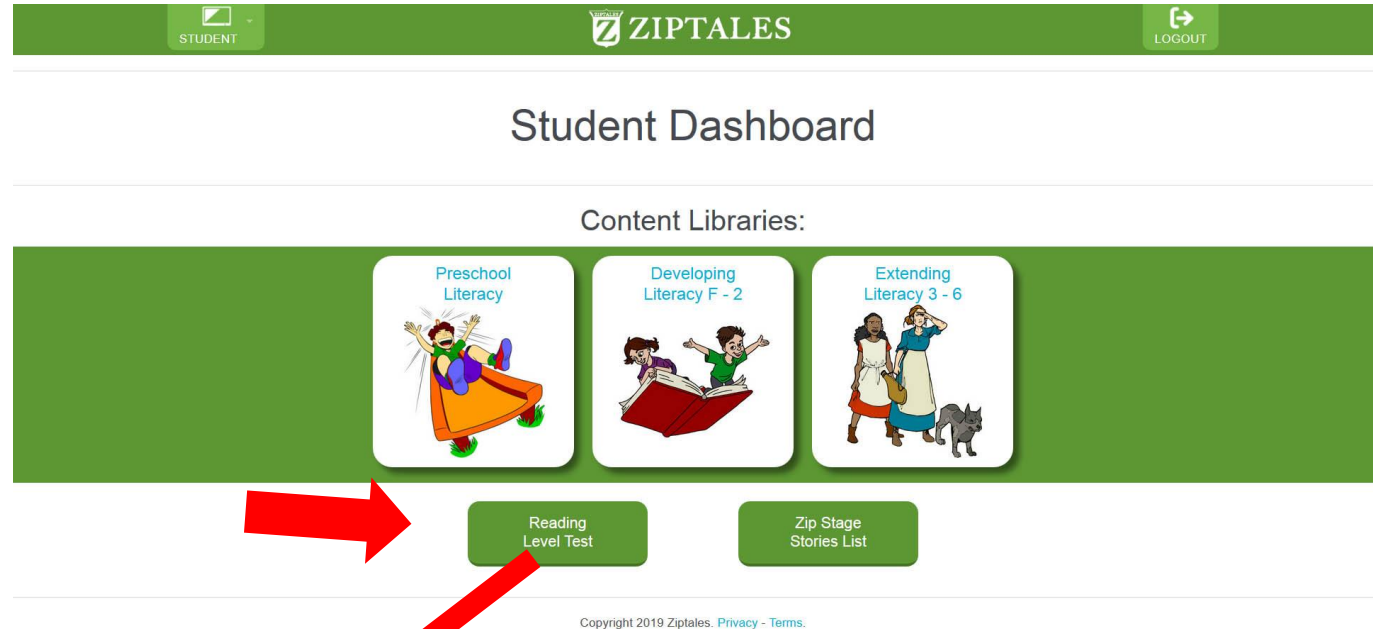 STUDENT
ZIPTALES
Z ZIPTALES
LOGOUT
Student Dashboard
Content Libraries:
Preschool
Literacy
Developing
Literacy F - 2
Extending
Literacy 3 - 6
Reading
Level Test
Zip Stage
Stories List
Copyright 2019 Ziptales. Privacy - Terms.